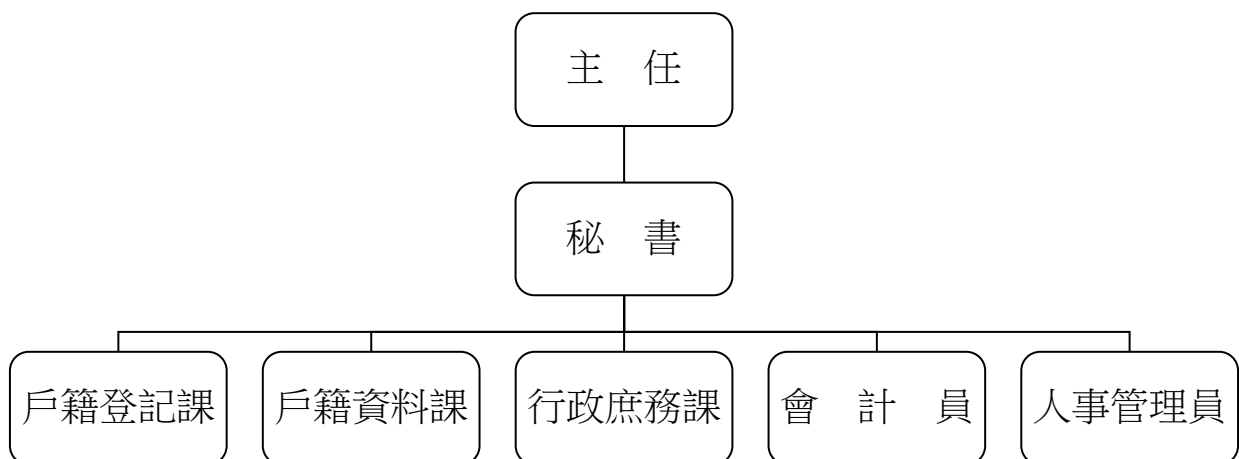 主　任
秘　書
戶籍登記課
戶籍資料課
行政庶務課
會　計　員
人事管理員